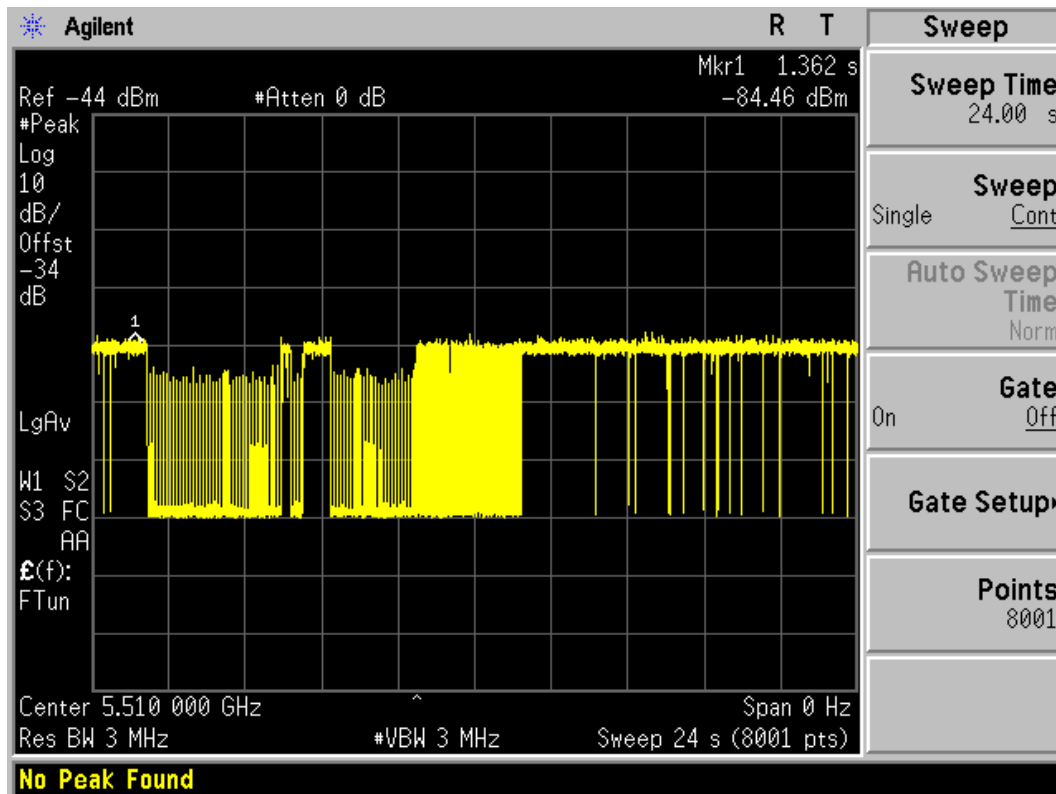 Agilent R T
Mkr1 1.362 s
Ref -44 dBm #Atten 0 dB -84.46 dBm
#Peak
Log
10
dB/
Offst
-34
dB
1
LgAv
W1 S2
S3 FC
AA
£(f):
FTun
Center 5.510 000 GHz Span 0 Hz
Res BW 3 MHz #VBW 3 MHz Sweep 24 s (8001 pts)
No Peak Found
Sweep
Sweep Time
24.00 s
Sweep
Single Cont
Auto Sweep
Time
Norm
Gate
On Off
Gate Setup
Points
8001